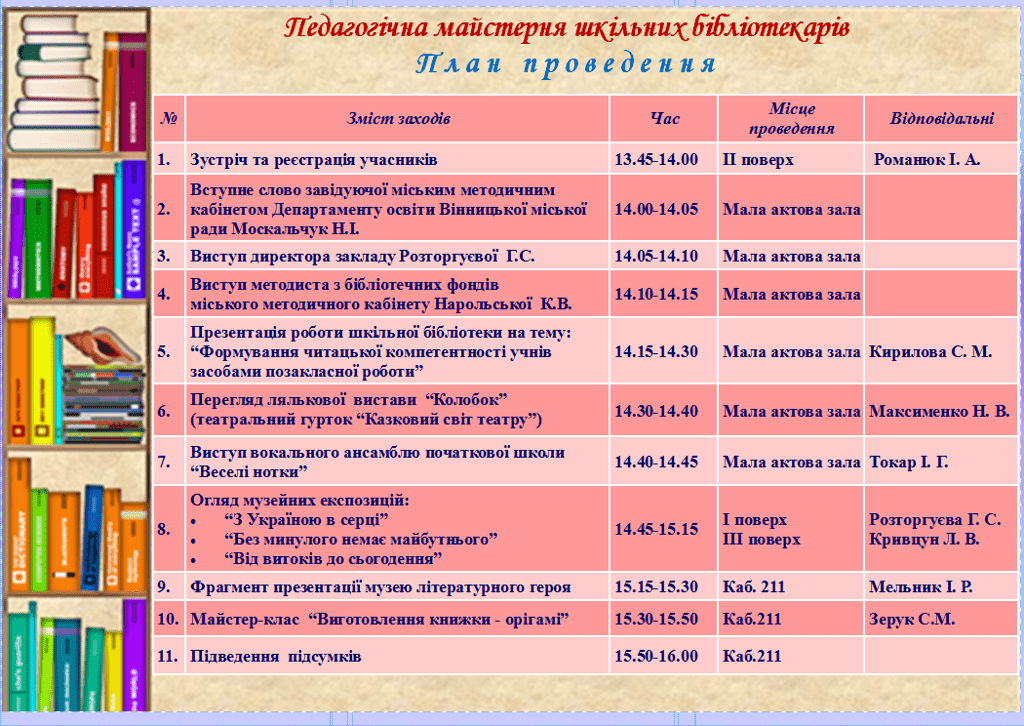 Педагогічна майстерня шкільних бібліотекарів
План проведення
№ Зміст заходів Час Місце проведення Відповідальні
1. Зустріч та реєстрація учасників 13.45-14.00 ІІ поверх Романюк І. А.
2. Вступне слово завідуючої міським методичним
кабінетом Департаменту освіти Вінницької міської
ради Москальчук Н.І. 14.00-14.05 Мала актова зала
3. Виступ директора закладу Розторгуєвої Г.С. 14.05-14.10 Мала актова зала
4. Виступ методиста з бібліотечних фондів
міського методичного кабінету Нарольської К.В. 14.10-14.15 Мала актова зала
5. Презентація роботи шкільної бібліотеки на тему:
“Формування читацької компетентності учнів
засобами позакласної роботи” 14.15-14.30 Мала актова зала Кирилова С. М.
6. Перегляд лялькової вистави “Колобок”
(театральний гурток “Казковий світ театру”) 14.30-14.40 Мала актова зала Максименко Н. В.
7. Виступ вокального ансамблю початкової школи
“Веселі нотки” 14.40-14.45 Мала актова зала Токар І. Г.
8. Огляд музейних експозицій:
• “З Україною в серці”
• “Без минулого немає майбутнього”
• “Від витоків до сьогодення” 14.45-15.15
І поверх Розторгуєва Г. С.
ІІІ поверх Кривцун Л. В.
9. Фрагмент презентації музею літературного героя 15.15-15.30 Каб. 211 Мельник І. Р.
10. Майстер-клас “Виготовлення книжки - орігамі” 15.30-15.50 Каб.211 Зерук С.М.
11. Підведення підсумків 15.50-16.00 Каб.211